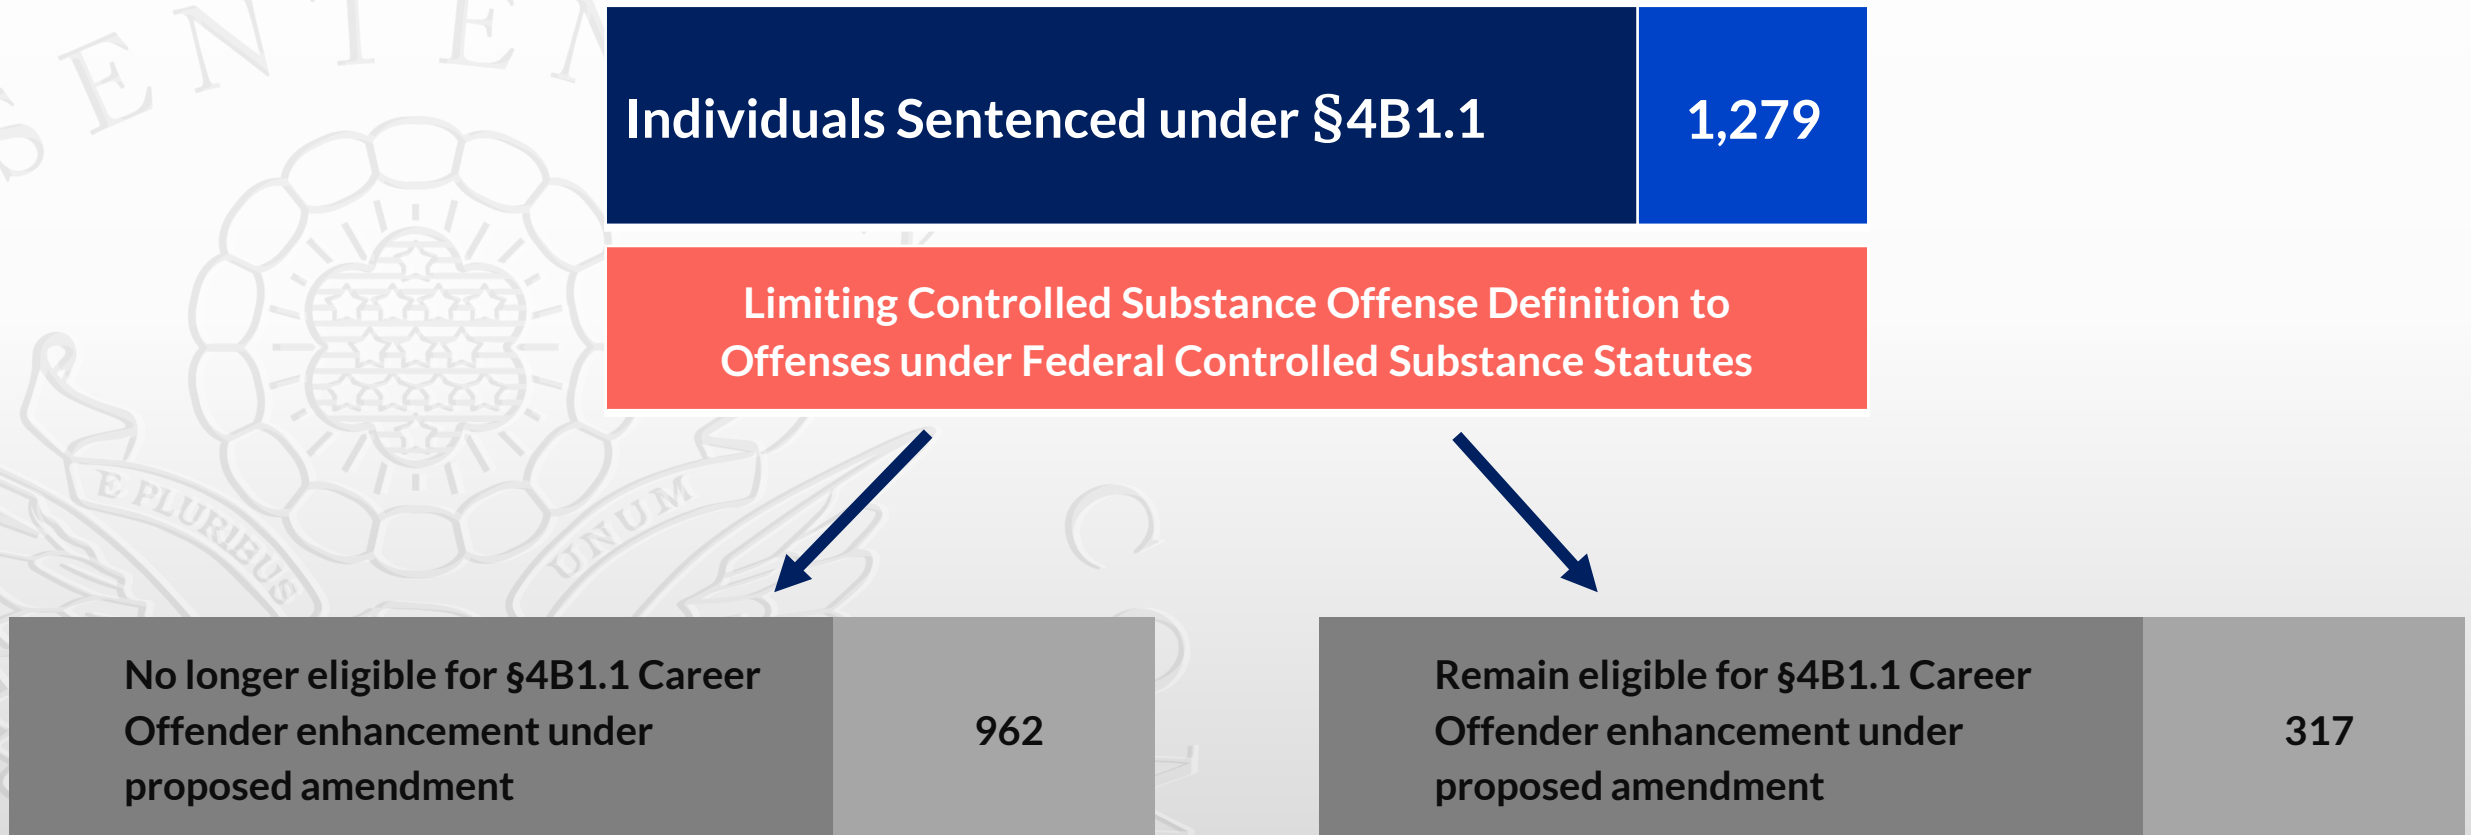 SENTEN
Individuals Sentenced under §4B1.1
1,279
Limiting Controlled Substance Offense Definition to
Offenses under Federal Controlled Substance Statutes
E PLURIBUS
UNUM
No longer eligible for §4B1.1 Career
Offender enhancement under
proposed amendment
962
Remain eligible for §4B1.1 Career
Offender enhancement under
proposed amendment
317